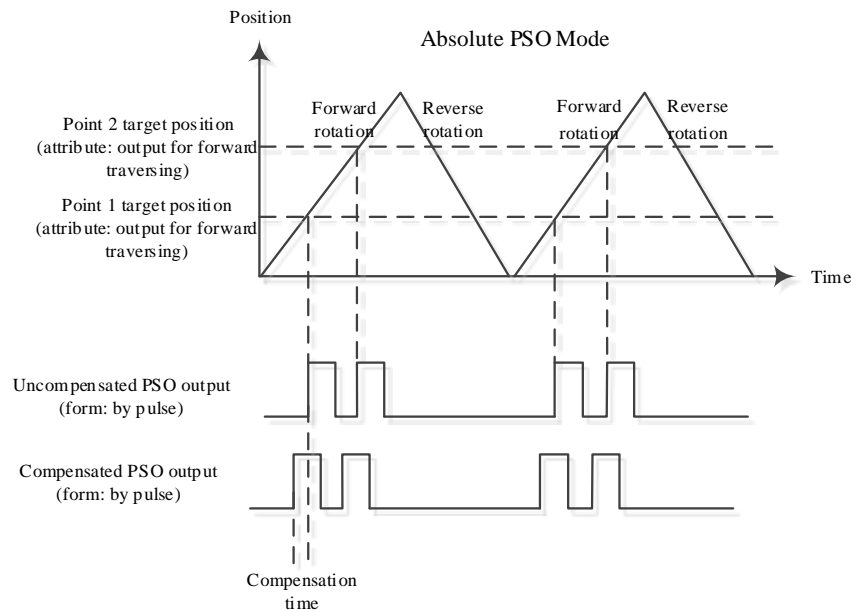 Position
Absolute PSO Mode
Forward
rotation
Reverse
rotation
Forward
rotation
Reverse
rotation
Point 2 target position
(attribute: output for forward
traversing)
Point 1 target position
(attribute: output for forward
traversing)
Time
Uncompensated PSO output
(form: by pulse)
Compensated PSO output
(form: by pulse)
Compensation
time